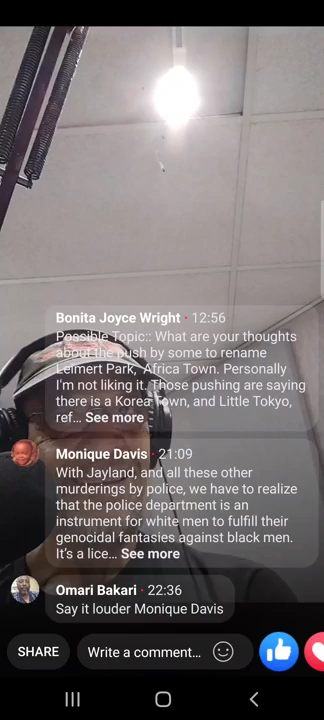 Bonita Joyce Wright · 12:56
Possible Topic:: What are your thoughts
about the push by some to rename
Leimert Park, Africa Town. Personally
I'm not liking it. Those pushing are saying
there is a Korea Town, and Little Tokyo,
ref... See more
Monique Davis · 21:09
With Jayland, and all these other
murderings by police, we have to realize
that the police department is an
instrument for white men to fulfill their
genocidal fantasies against black men.
It's a lice... See more
Omari Bakari · 22:36
Say it louder Monique Davis
SHARE
Write a comment...